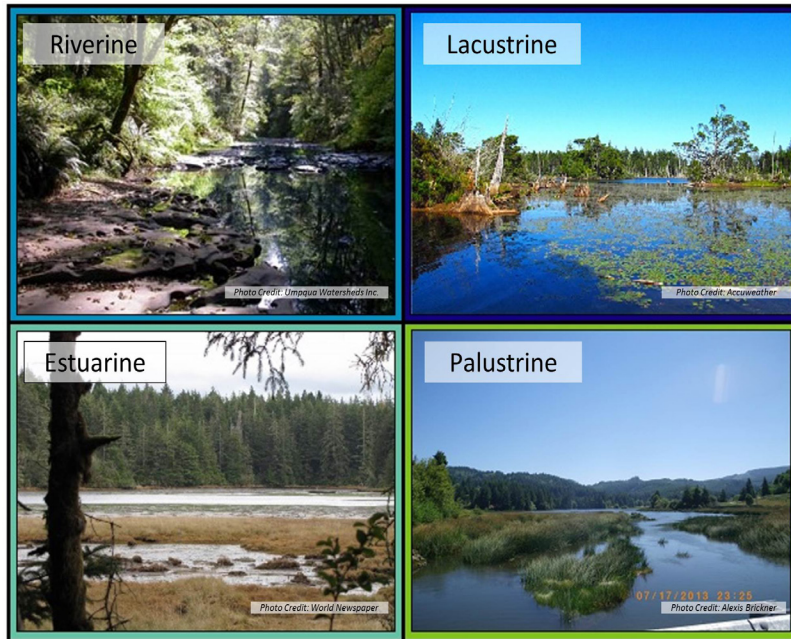 Riverine
Photo Credit: Umpqua Watersheds Inc.
Lacustrine
Photo Credit: Accuweather
Estuarine
Photo Credit: World Newspaper
Palustrine
07/17/2013 23:25
Photo Credit: Alexis Brickner